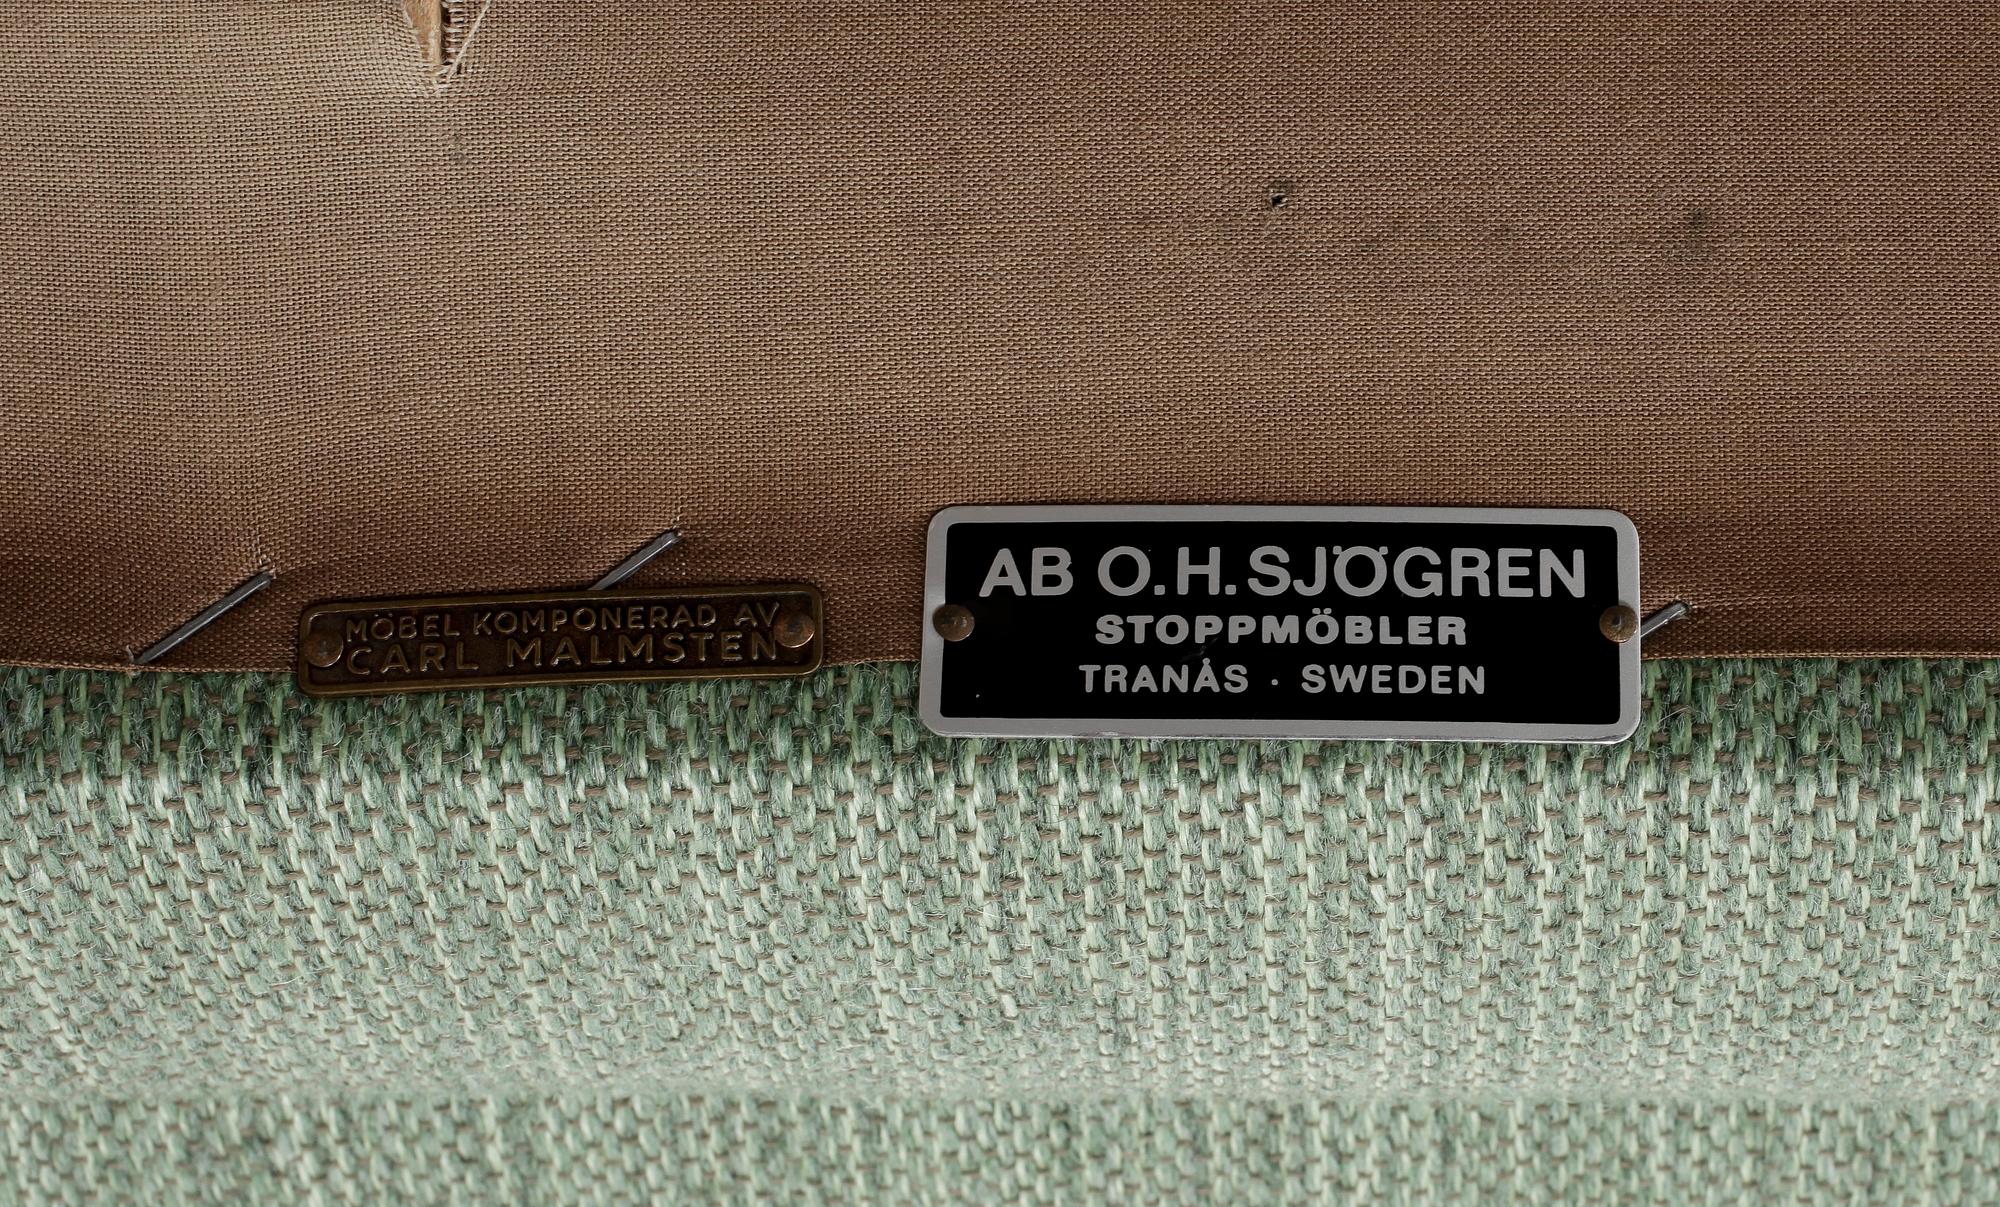 MÖBEL KOMPONERAD AV
CARL MALMSTEN
AB O.H. SJÖGREN
STOPPMÖBLER
TRANÅS · SWEDEN